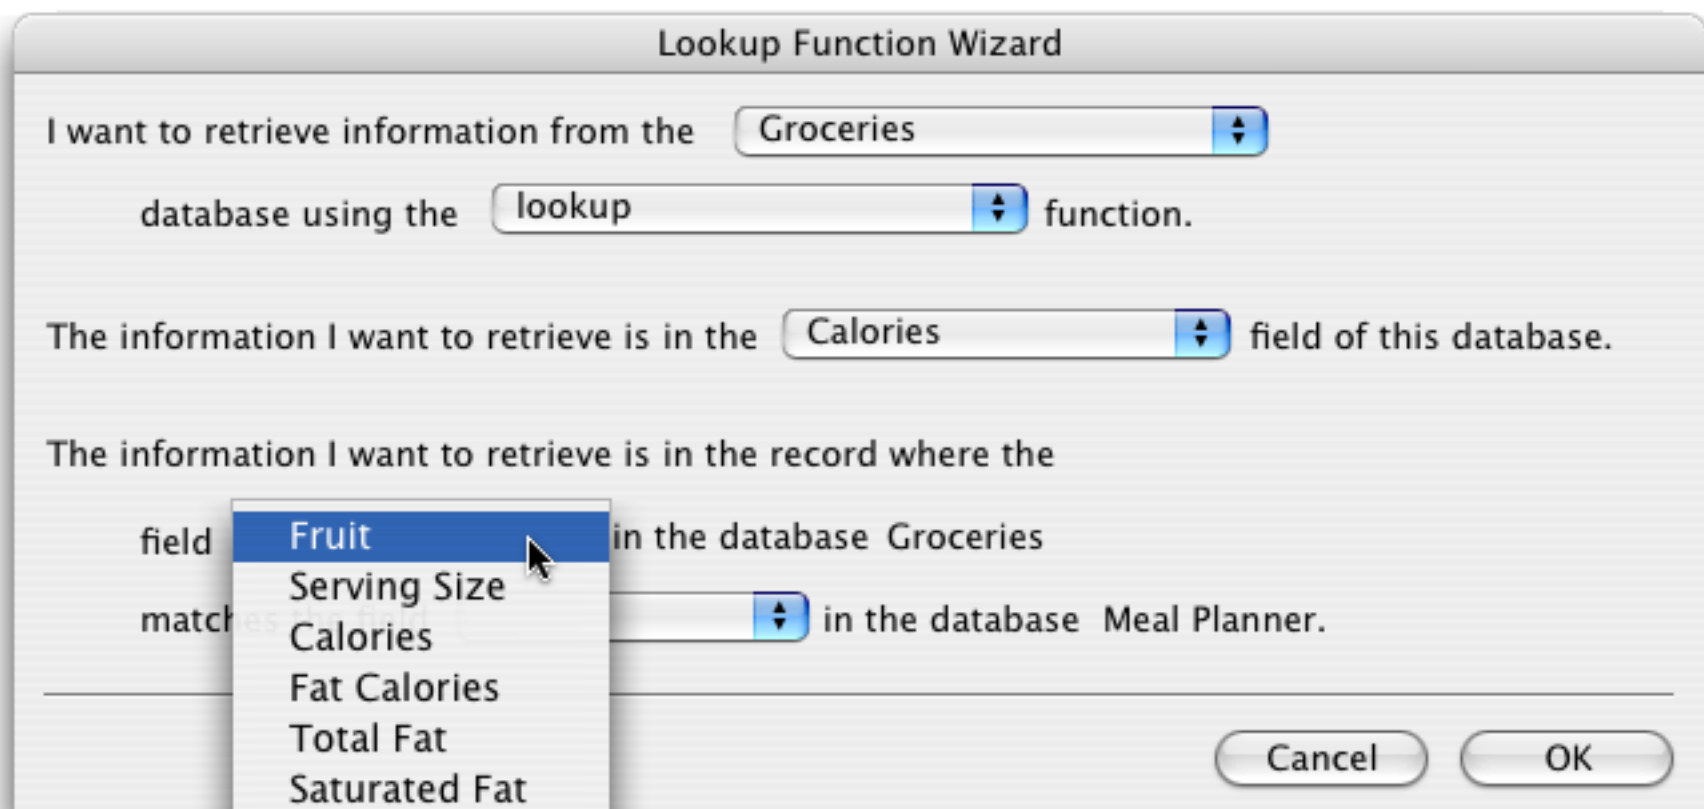 Lookup Function Wizard
I want to retrieve information from the Groceries
database using the lookup function.
The information I want to retrieve is in the Calories field of this database.
The information I want to retrieve is in the record where the
field Fruit in the database Groceries
Serving Size
matches the field in the database Meal Planner.
Calories
Fat Calories
Total Fat
Saturated Fat
Cancel OK